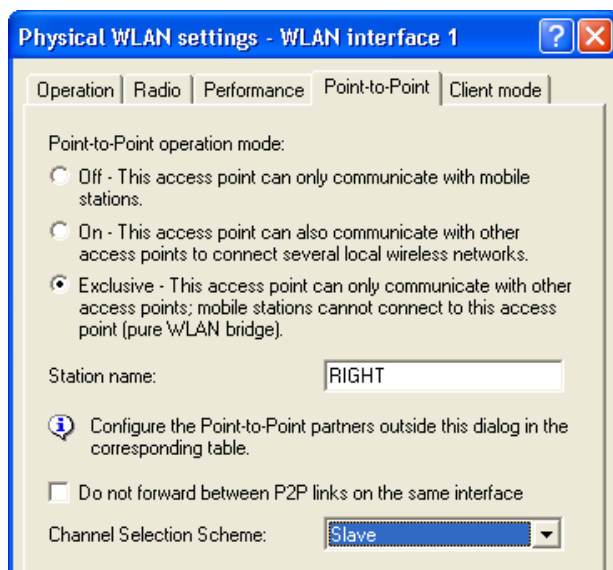 Physical WLAN settings - WLAN interface 1
Operation Radio Performance Point-to-Point Client mode
Point-to-Point operation mode:
Off - This access point can only communicate with mobile
stations.
On - This access point can also communicate with other
access points to connect several local wireless networks.
Exclusive - This access point can only communicate with other
access points; mobile stations cannot connect to this access
point (pure WLAN bridge).
Station name: RIGHT
Configure the Point-to-Point partners outside this dialog in the
corresponding table.
Do not forward between P2P links on the same interface
Channel Selection Scheme: Slave